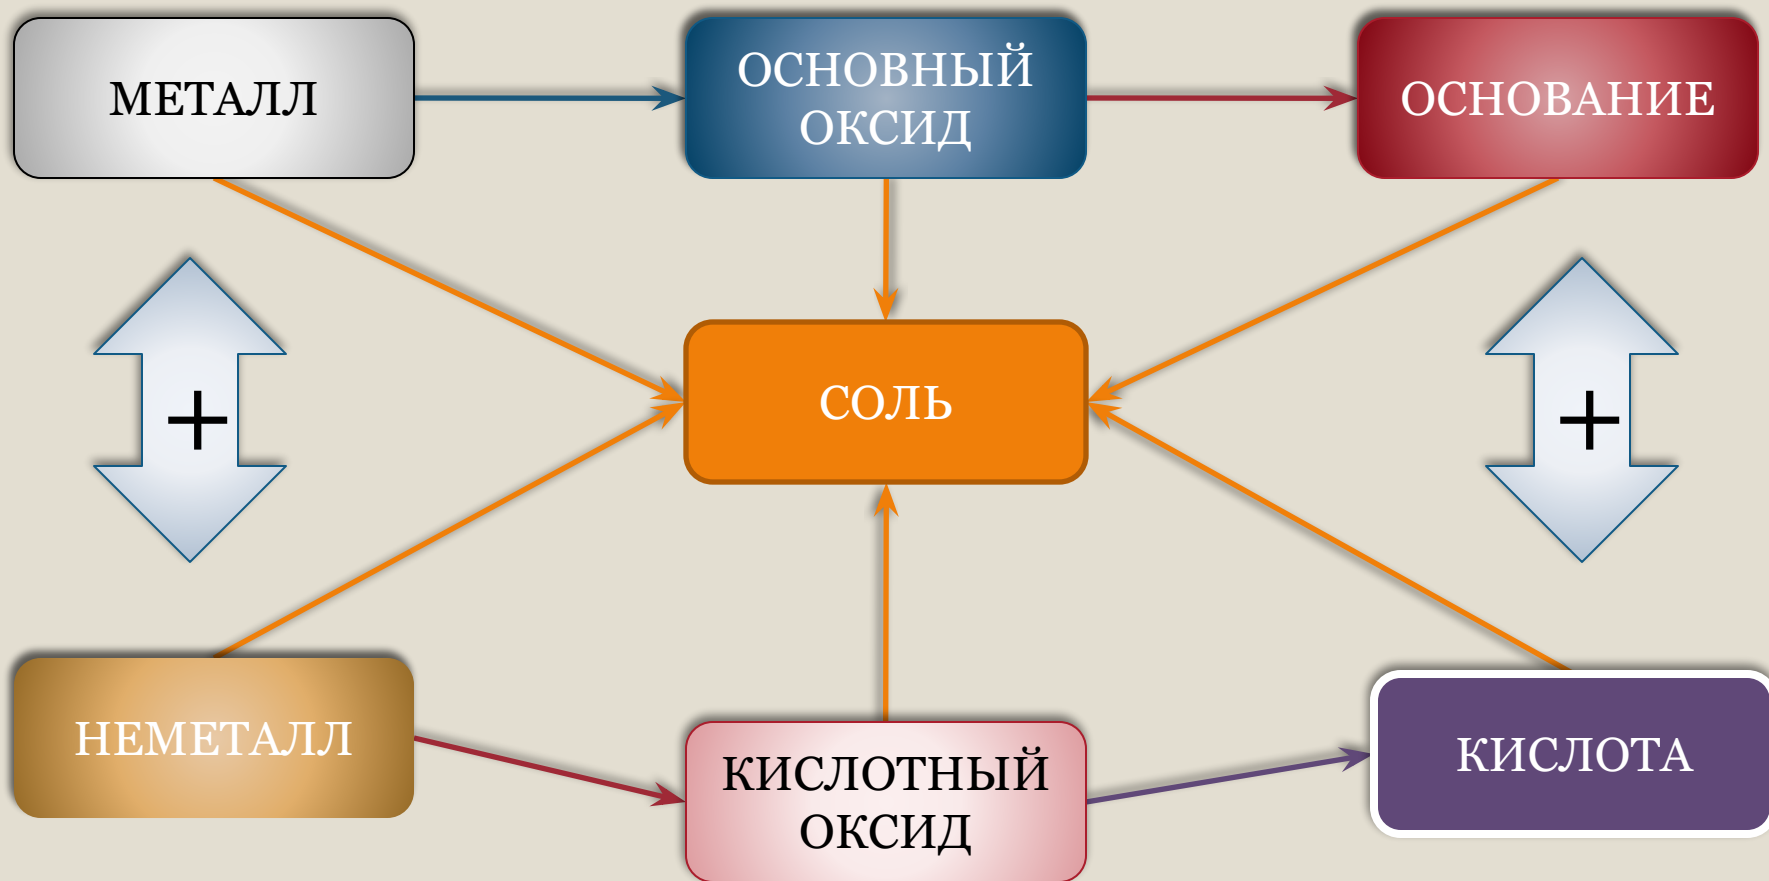 МЕТАЛЛ
ОСНОВНЫЙ
ОКСИД
ОСНОВАНИЕ
+
+
СОЛЬ
НЕМЕТАЛЛ
КИСЛОТНЫЙ
ОКСИД
КИСЛОТА